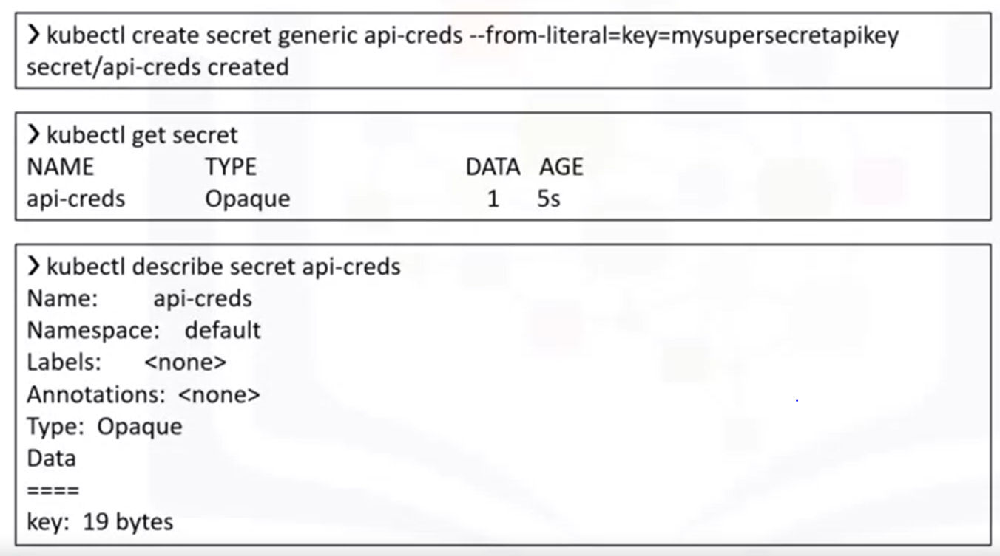 ❯ kubectl create secret generic api-creds --from-literal=key=mysupersecretapikey
secret/api-creds created
❯ kubectl get secret
NAME TYPE DATA AGE
api-creds Opaque 1 5s
❯ kubectl describe secret api-creds
Name: api-creds
Namespace: default
Labels: <none>
Annotations: <none>
Type: Opaque
Data
====
key: 19 bytes